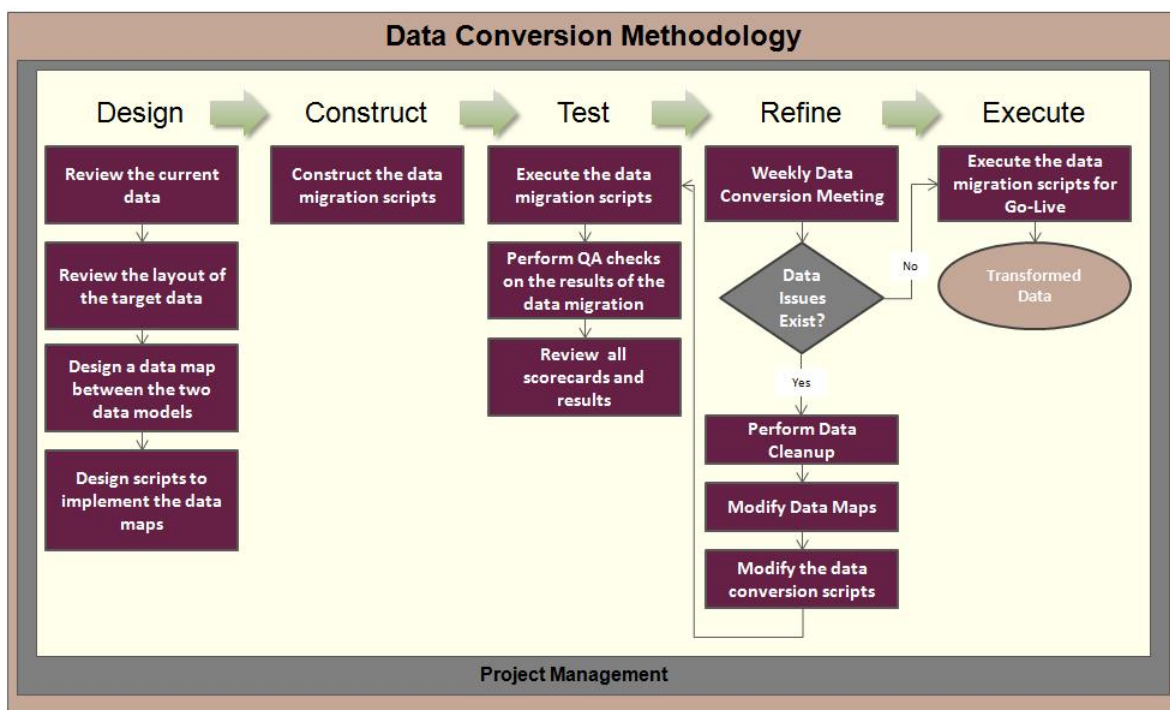 Data Conversion Methodology
Design
Construct
Test
Refine
Execute
Review the current
data
Review the layout of
the target data
Design a data map
between the two
data models
Design scripts to
implement the data
maps
Construct the data
migration scripts
Execute the data
migration scripts
Perform QA checks
on the results of the
data migration
Review all
scorecards and
results
Weekly Data
Conversion Meeting
Data
Issues
Exist?
No
Yes
Perform Data
Cleanup
Modify Data Maps
Modify the data
conversion scripts
Execute the data
migration scripts for
Go-Live
Transformed
Data
Project Management